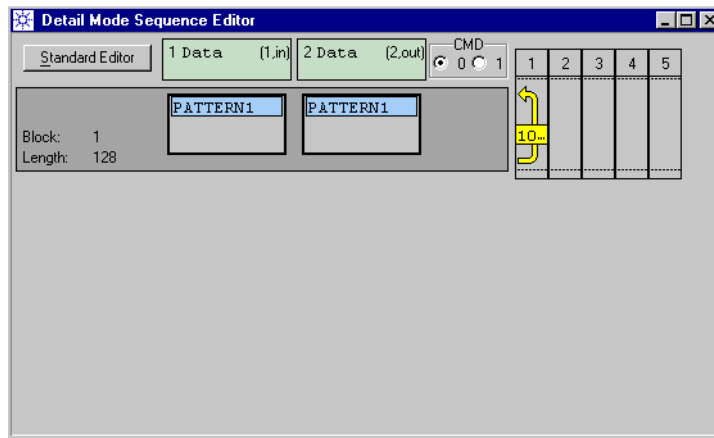 Detail Mode Sequence Editor
Standard Editor
1 Data (1,in)
2 Data (2,out)
CMD
0 1
1 2 3 4 5
PATTERN1
PATTERN1
10…
Block: 1
Length: 128